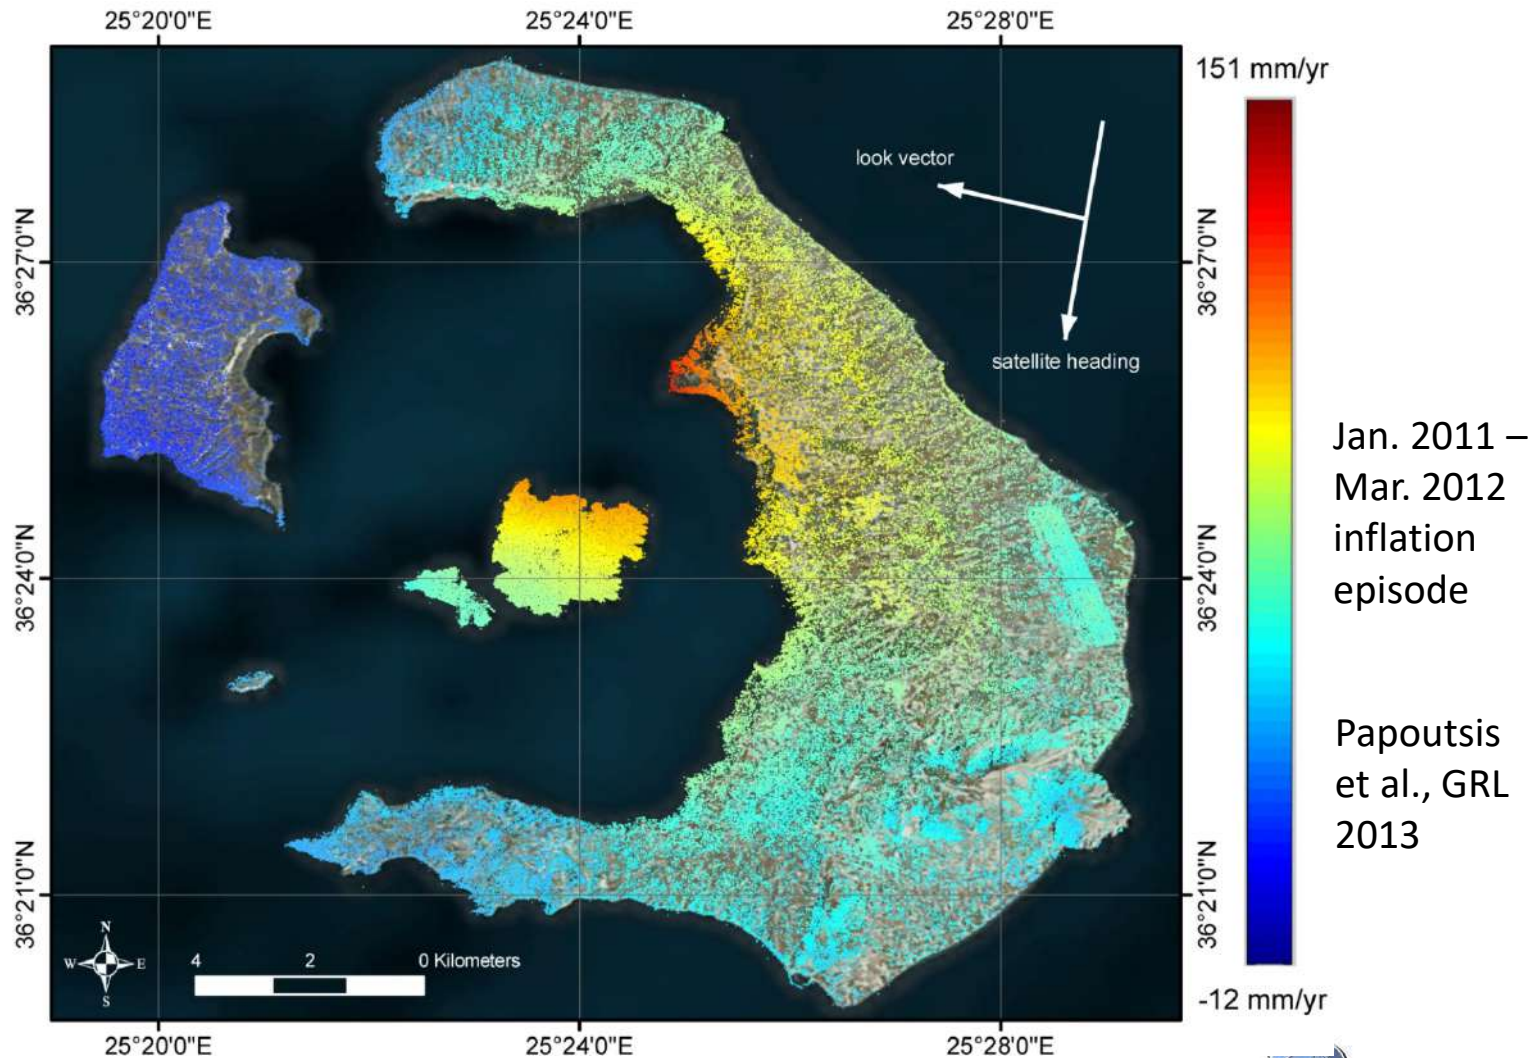 25°20'0"E
25°24'0"E
25°28'0"E
151 mm/yr
look vector
36°27'0"N
36°27'0"N
satellite heading
Jan. 2011 –
Mar. 2012
inflation
episode
36°24'0"N
36°24'0"N
Papoutsis
et al., GRL
2013
36°21'0"N
36°21'0"N
N
W
E
S
4
2
0 Kilometers
-12 mm/yr
25°20'0"E
25°24'0"E
25°28'0"E